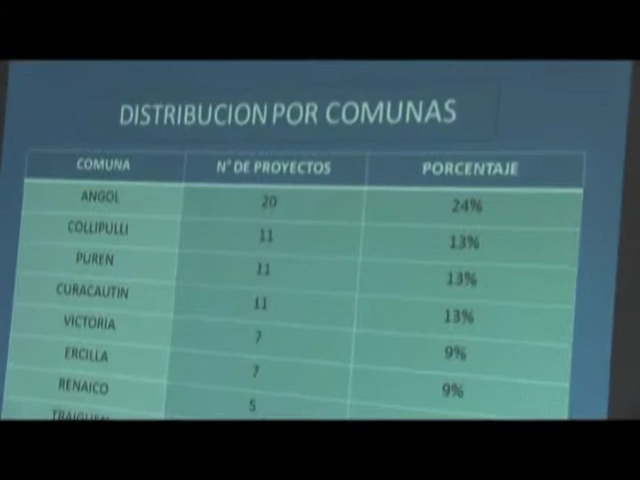 DISTRIBUCION POR COMUNAS
COMUNA N° DE PROYECTOS PORCENTAJE
ANGOL 20 24%
COLLIPULLI 11 13%
PUREN 11 13%
CURACAUTIN 11 13%
VICTORIA 7 9%
ERCILLA 7 9%
RENAICO 5